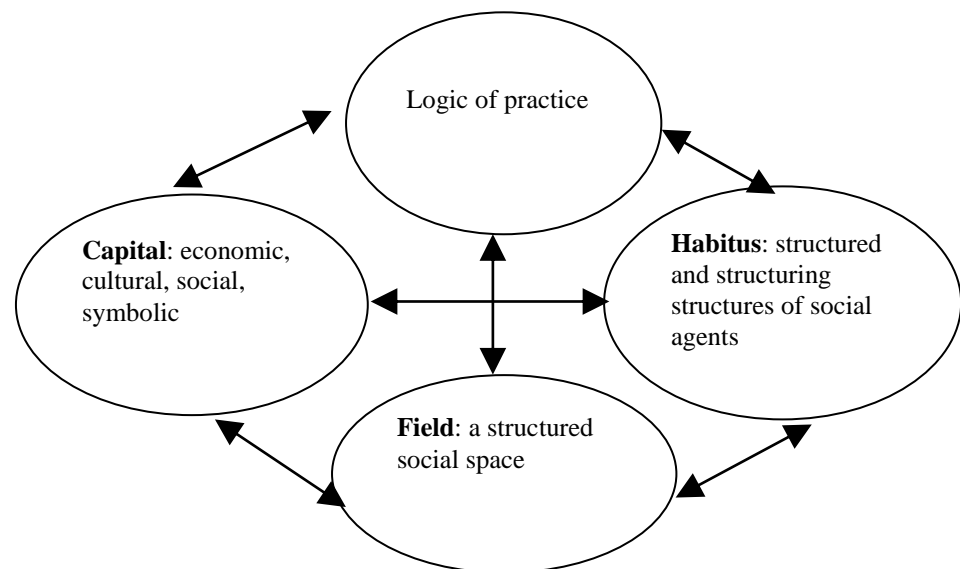 Logic of practice
Capital: economic,
cultural, social,
symbolic
Habitus: structured
and structuring
structures of social
agents
Field: a structured
social space